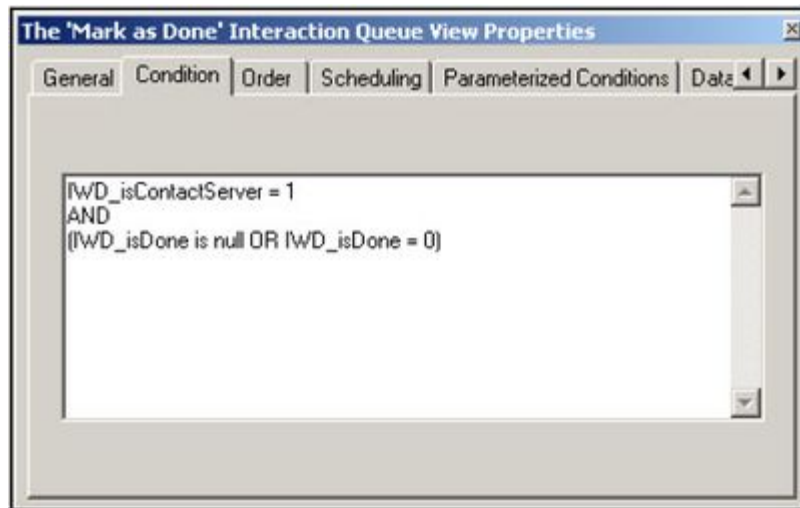 The 'Mark as Done' Interaction Queue View Properties
General Condition Order Scheduling Parameterized Conditions Data
IWD_isContactServer = 1
AND
(IWD_isDone is null OR IWD_isDone = 0)